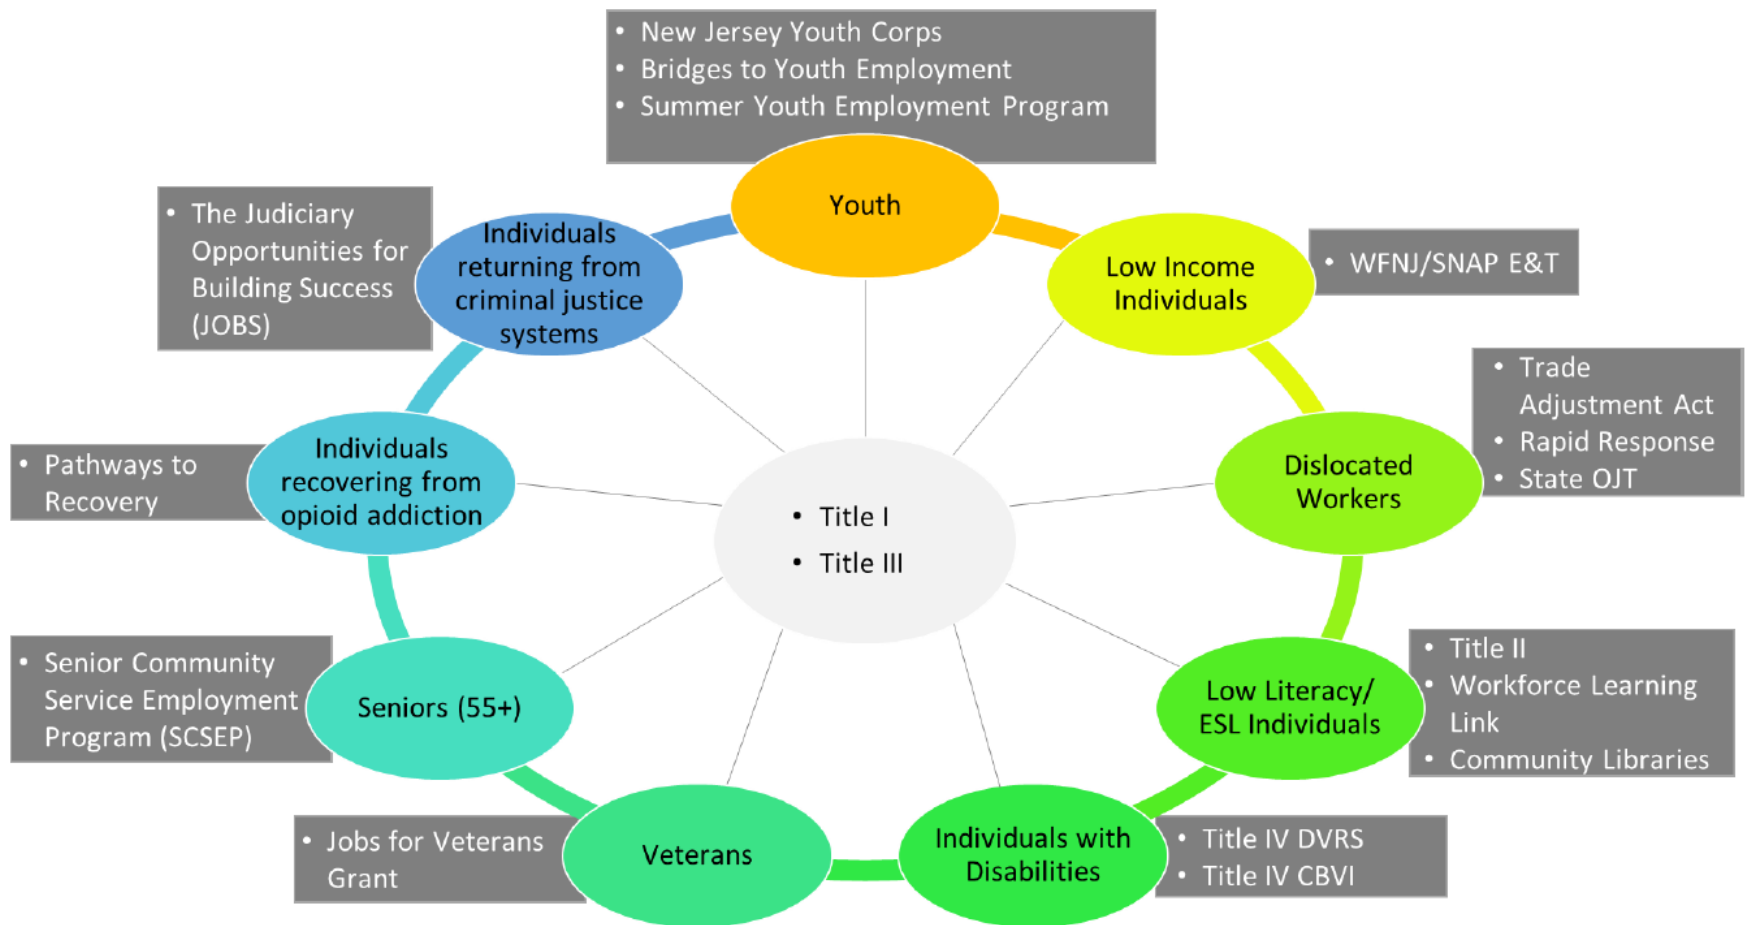 • New Jersey Youth Corps
• Bridges to Youth Employment
• Summer Youth Employment Program
Youth
• The Judiciary
Opportunities for
Building Success
(JOBS)
Individuals
returning from
criminal justice
systems
Low Income
Individuals
• WFNJ/SNAP E&T
• Trade
Adjustment Act
• Rapid Response
• State OJT
Dislocated
Workers
• Pathways to
Recovery
Individuals
recovering from
opioid addiction
• Title I
• Title III
• Senior Community
Service Employment
Program (SCSEP)
Seniors (55+)
Low Literacy/
ESL Individuals
• Title II
• Workforce Learning
Link
• Community Libraries
• Jobs for Veterans
Grant
Veterans
Individuals with
Disabilities
• Title IV DVRS
• Title IV CBVI